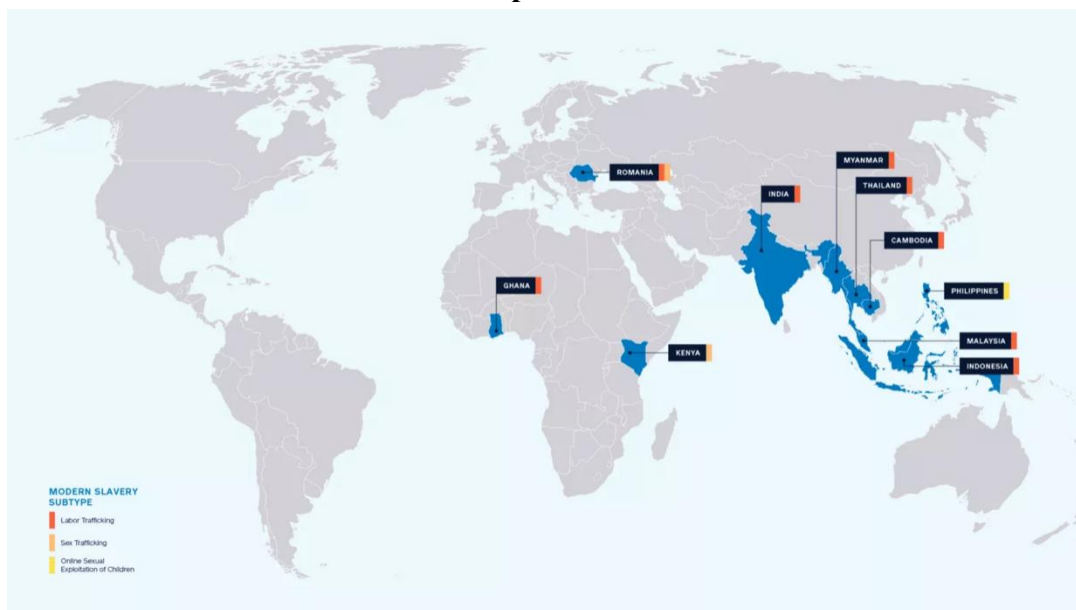 MYANMAR
ROMANIA
THAILAND
INDIA
CAMBODIA
GHANA
PHILIPPINES
MALAYSIA
KENYA
INDONESIA
MODERN SLAVERY
SUBTYPE
Labor Trafficking
Sex Trafficking
Online Sexual
Exploitation of Children